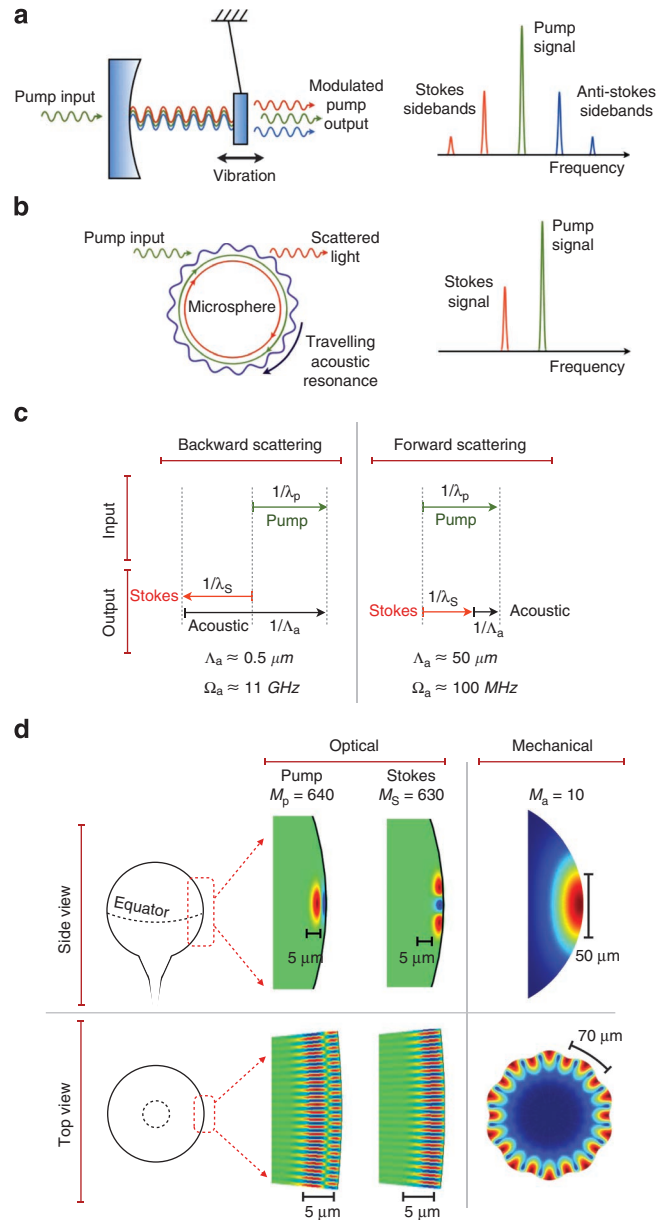 a
Pump input
Vibration
Modulated
pump
output
Stokes
sidebands
Pump
signal
Anti-stokes
sidebands
Frequency
b
Pump input
Scattered
light
Microsphere
Travelling
acoustic
resonance
Stokes
signal
Pump
signal
Frequency
c
Backward scattering
Forward scattering
Input
1/λp
Pump
1/λp
Pump
Output
Stokes
1/λS
Acoustic
1/Λa
Stokes
1/λS
1/Λa
Acoustic
Λa ≈ 0.5 μm
Ωa ≈ 11 GHz
Λa ≈ 50 μm
Ωa ≈ 100 MHz
d
Optical
Mechanical
Pump
Mp = 640
Stokes
MS = 630
Ma = 10
Side view
Equator
5 μm
5 μm
50 μm
Top view
5 μm
5 μm
70 μm